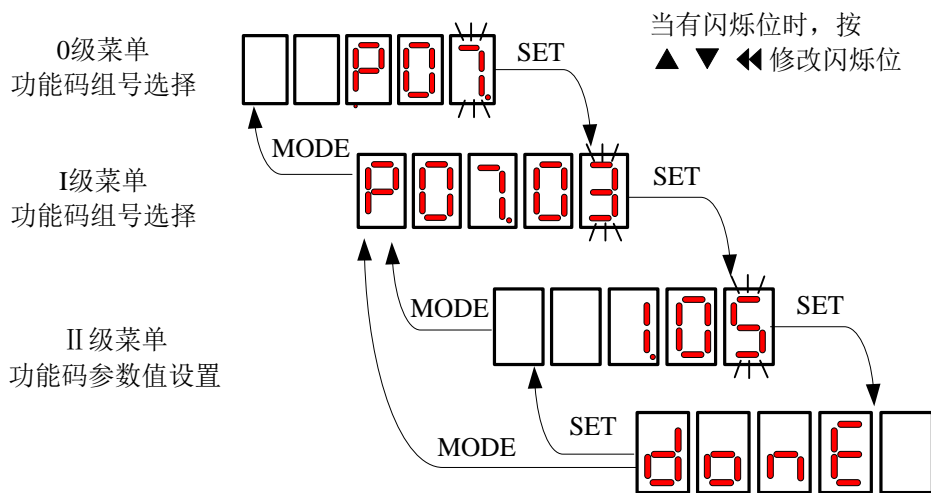 0级菜单
功能码组号选择
P07.
SET
当有闪烁位时，按
▲ ▼ ◀◀ 修改闪烁位
MODE
I级菜单
功能码组号选择
P07.03
SET
MODE
Ⅱ级菜单
功能码参数值设置
1.05
SET
SET
MODE
donE